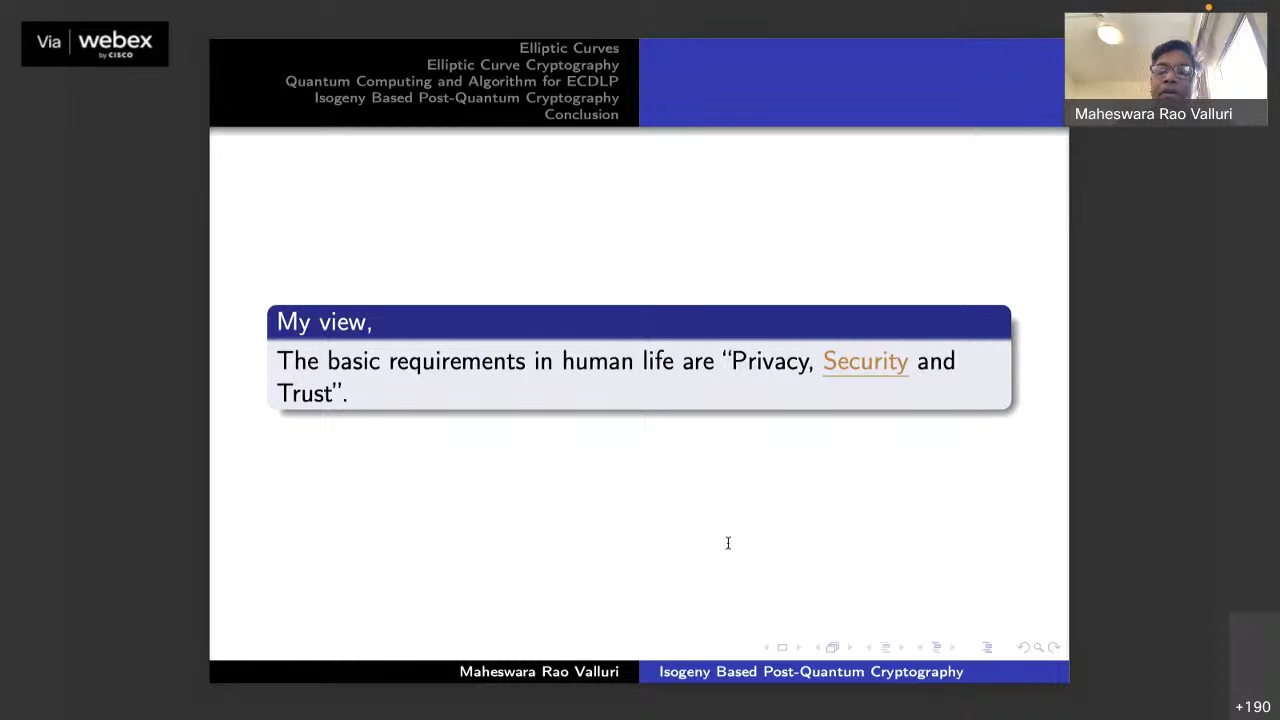 Via webex
by CISCO
Elliptic Curves
Elliptic Curve Cryptography
Quantum Computing and Algorithm for ECDLP
Isogeny Based Post-Quantum Cryptography
Conclusion
Maheswara Rao Valluri
My view,
The basic requirements in human life are “Privacy, Security and
Trust”.
Maheswara Rao Valluri
Isogeny Based Post-Quantum Cryptography
+190